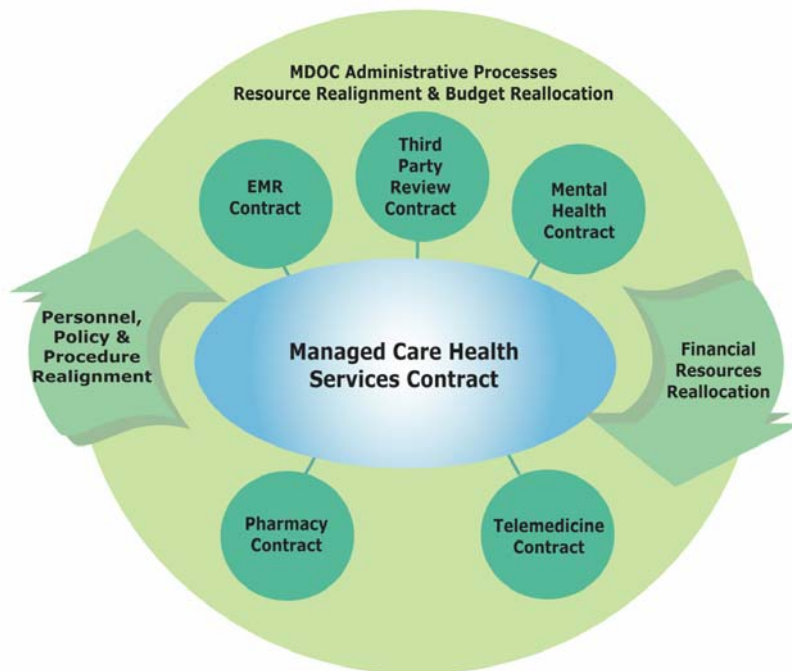 MDOC Administrative Processes
Resource Realignment & Budget Reallocation
EMR
Contract
Third
Party
Review
Contract
Mental
Health
Contract
Personnel,
Policy &
Procedure
Realignment
Managed Care Health
Services Contract
Financial
Resources
Reallocation
Pharmacy
Contract
Telemedicine
Contract